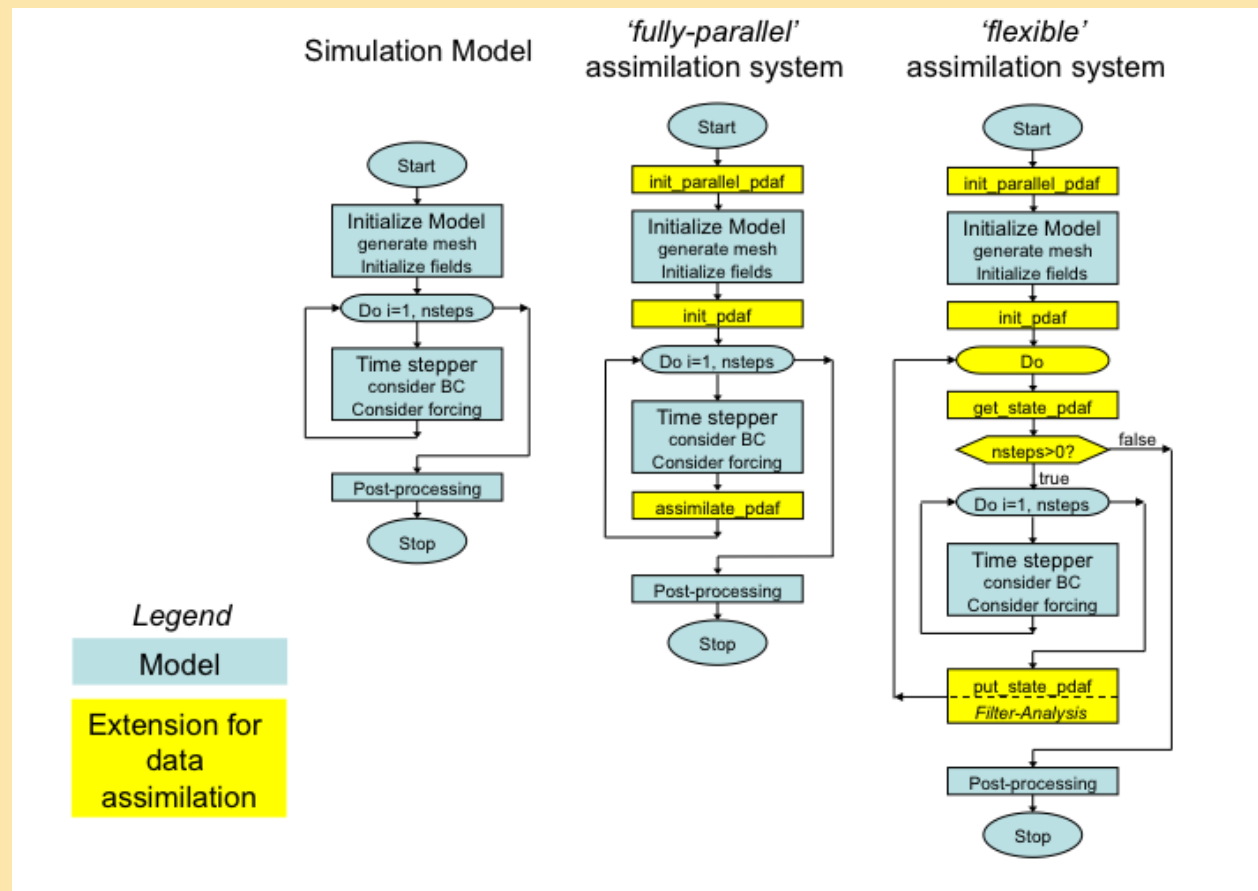 Simulation Model
Start
Initialize Model
generate mesh
Initialize fields
Do i=1, nsteps
Time stepper
consider BC
Consider forcing
Post-processing
Stop
‘fully-parallel’
assimilation system
Start
init_parallel_pdaf
Initialize Model
generate mesh
Initialize fields
init_pdaf
Do i=1, nsteps
Time stepper
consider BC
Consider forcing
assimilate_pdaf
Post-processing
Stop
‘flexible’
assimilation system
Start
init_parallel_pdaf
Initialize Model
generate mesh
Initialize fields
init_pdaf
Do
get_state_pdaf
nsteps>0?
false
true
Do i=1, nsteps
Time stepper
consider BC
Consider forcing
put_state_pdaf
Filter-Analysis
Post-processing
Stop
Legend
Model
Extension for
data
assimilation